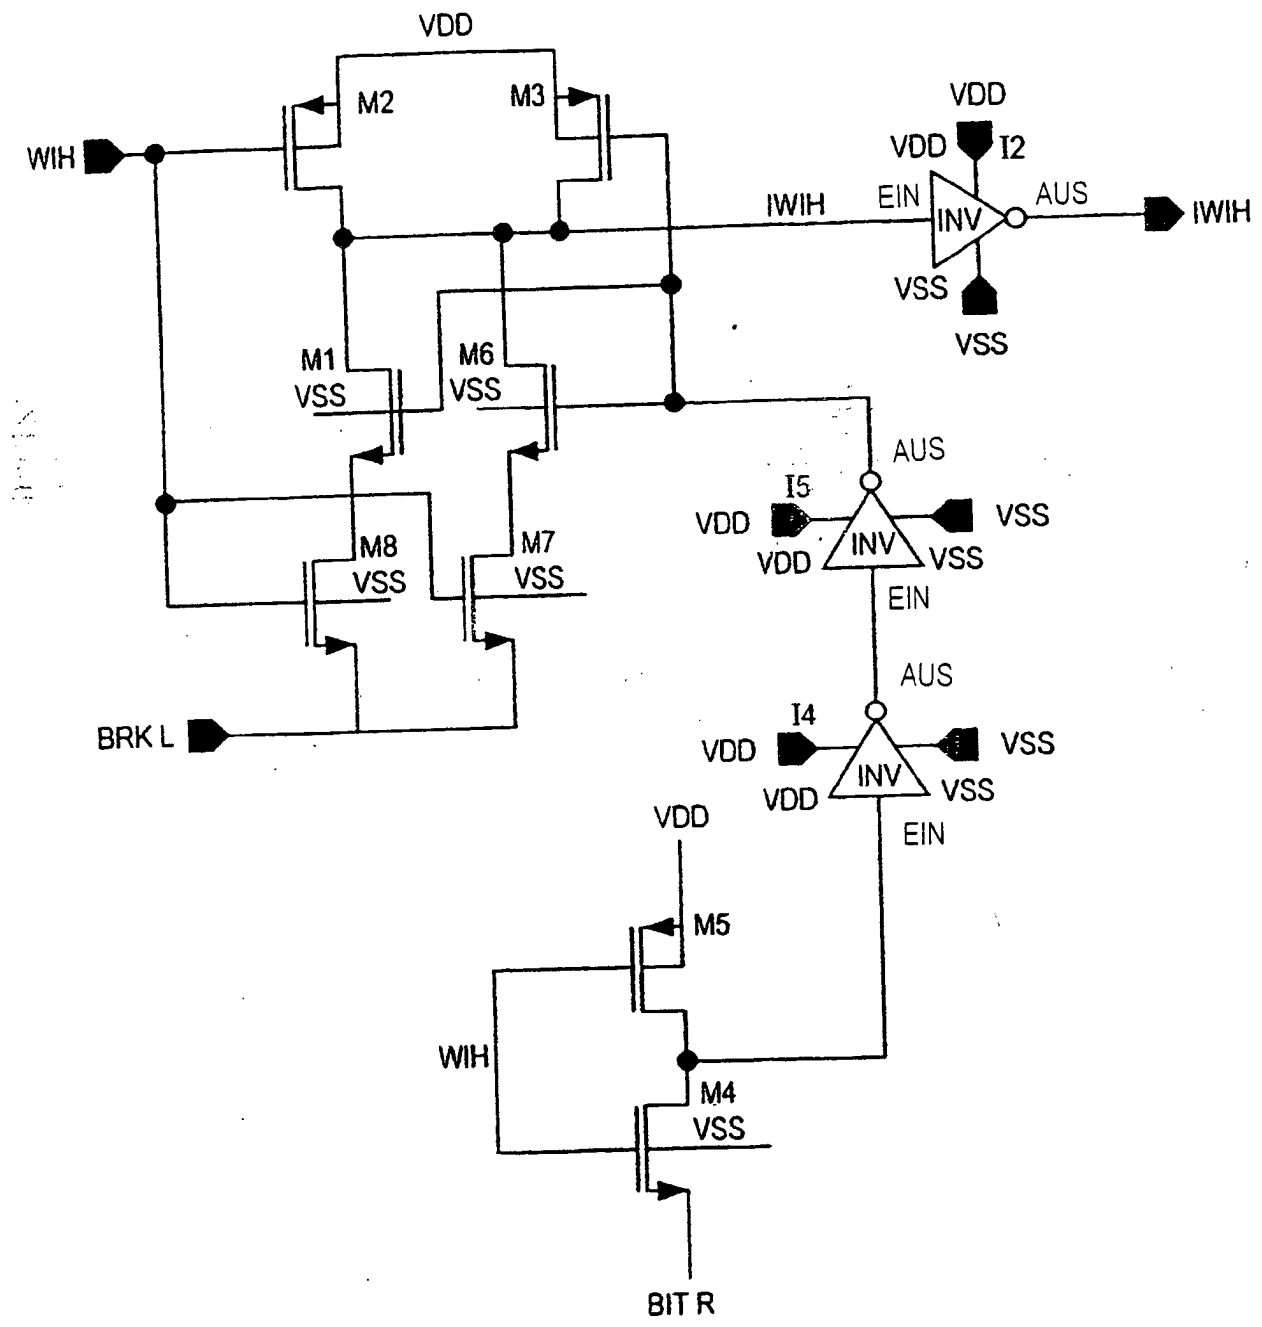 VDD
M2
M3
VDD
WIH
VDD
I2
EIN
AUS
IWIH
INV
IWIH
VSS
VSS
M1
VSS
M6
VSS
AUS
I5
VDD
VSS
INV
VDD
VSS
M8
VSS
M7
VSS
EIN
AUS
BRK L
I4
VDD
VSS
INV
VDD
VSS
VDD
EIN
M5
WIH
M4
VSS
BIT R